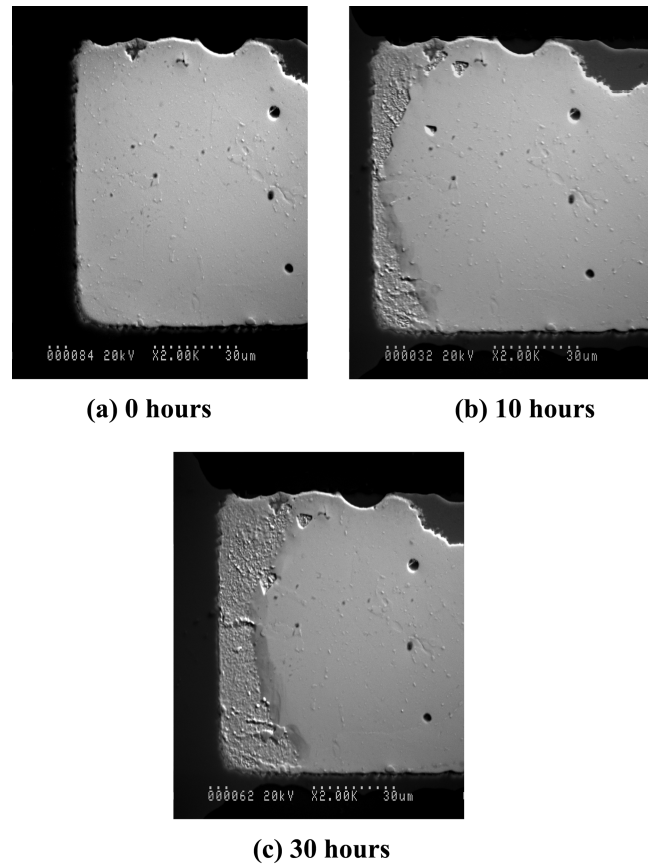 000084 20kV X2.00K 30um
000032 20kV X2.00K 30um
(a) 0 hours
(b) 10 hours
000062 20kV X2.00K 30um
(c) 30 hours